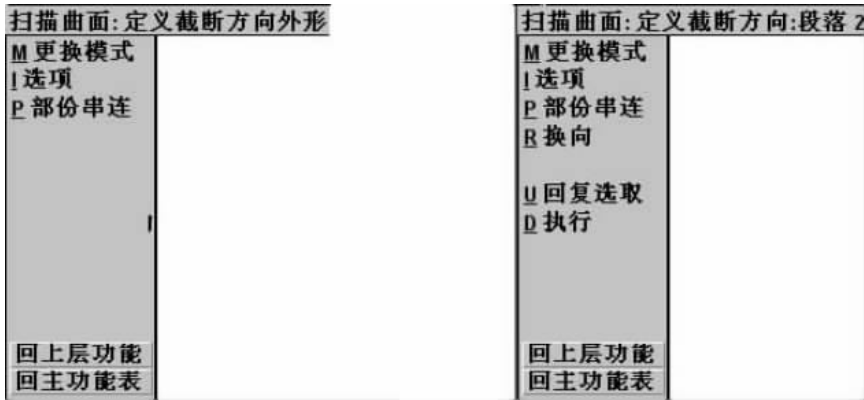 扫描曲面:定义截断方向外形
M 更换模式
I 选项
P 部份串连
回上层功能
回主功能表
扫描曲面:定义截断方向:段落 2
M 更换模式
I 选项
P 部份串连
R 换向
U 回复选取
D 执行
回上层功能
回主功能表